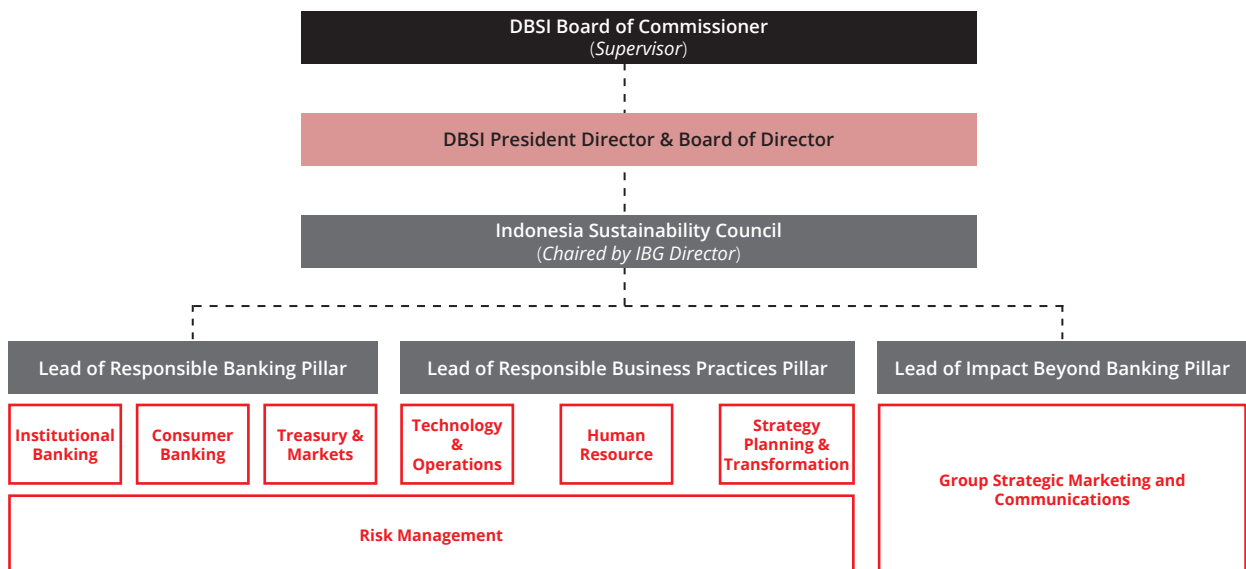 DBSI Board of Commissioner
(Supervisor)
DBSI President Director & Board of Director
Indonesia Sustainability Council
(Chaired by IBG Director)
Lead of Responsible Banking Pillar
Lead of Responsible Business Practices Pillar
Lead of Impact Beyond Banking Pillar
Institutional
Banking
Consumer
Banking
Treasury &
Markets
Technology
&
Operations
Human
Resource
Strategy
Planning &
Transformation
Group Strategic Marketing and
Communications
Risk Management